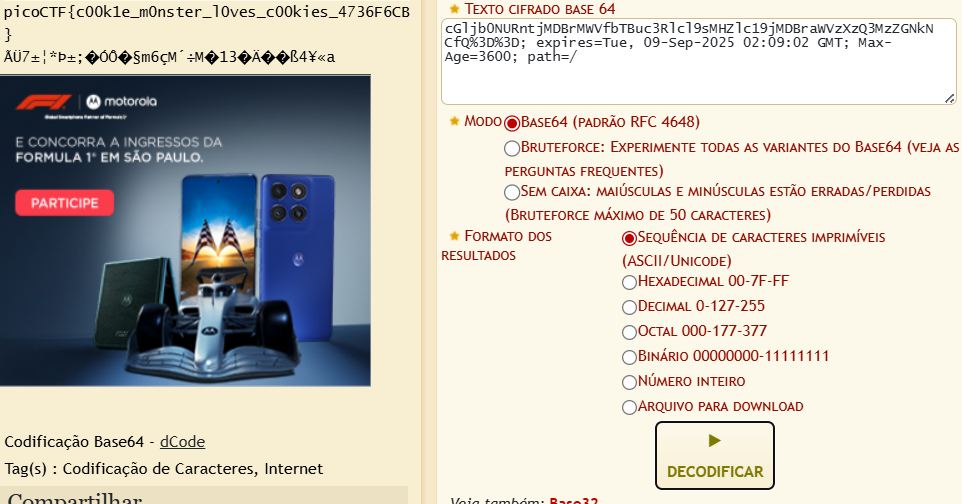 picoCTF{c00k1e_m0nster_l0ves_c00kies_4736F6CB
}
ÃÜ7±¦*Þ±;�ÓÔ�§m6çM´÷M�13�Ä��ß4¥«a
motorola
Global Smartphone Partner of Formula 1®
E CONCORRA A INGRESSOS DA
FORMULA 1® EM SÃO PAULO.
PARTICIPE
Codificação Base64 - dCode
Tag(s) : Codificação de Caracteres, Internet
Compartilhar
★ Texto cifrado base 64
cGljb0NURntjMDBrMWVfbTBuc3Rlcl9sMHZlc19jMDBraWVzXzQ3MzZGNkN
CfQ%3D%3D; expires=Tue, 09-Sep-2025 02:09:02 GMT; Max-
Age=3600; path=/
★ Modo Base64 (padrão RFC 4648)
Bruteforce: Experimente todas as variantes do Base64 (veja as
perguntas frequentes)
Sem caixa: maiúsculas e minúsculas estão erradas/perdidas
(Bruteforce máximo de 50 caracteres)
★ Formato dos
resultados
Sequência de caracteres imprimíveis
(ASCII/Unicode)
Hexadecimal 00-7F-FF
Decimal 0-127-255
Octal 000-177-377
Binário 00000000-11111111
Número inteiro
Arquivo para download
▶
DECODIFICAR
Veja também: Base32